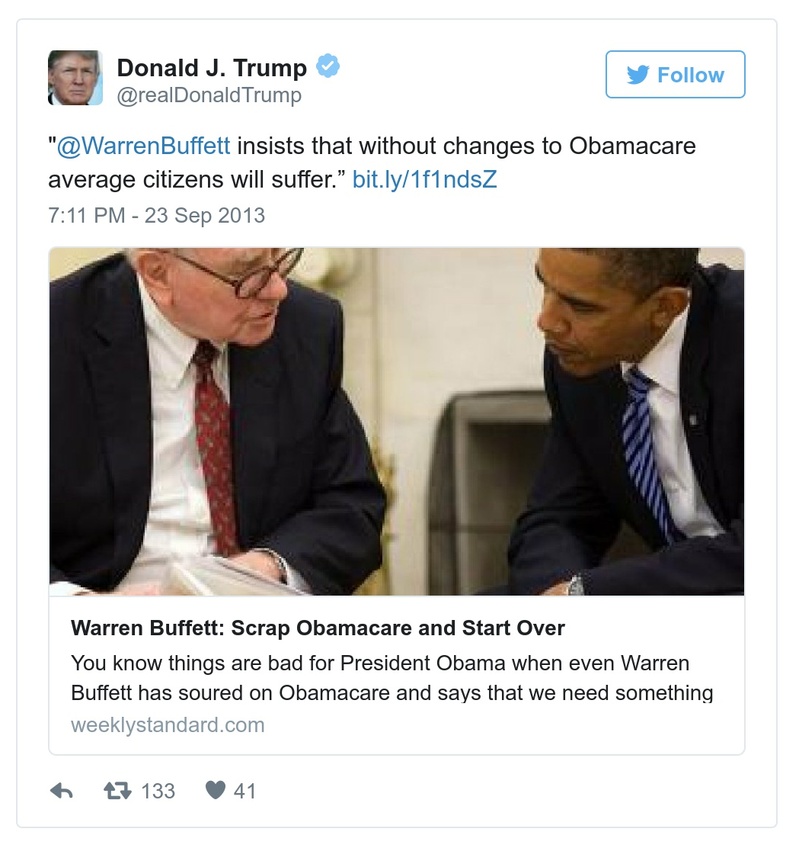 Donald J. Trump
@realDonaldTrump
Follow
"@WarrenBuffett insists that without changes to Obamacare
average citizens will suffer.” bit.ly/1f1ndsZ
7:11 PM - 23 Sep 2013
Warren Buffett: Scrap Obamacare and Start Over
You know things are bad for President Obama when even Warren
Buffett has soured on Obamacare and says that we need something
weeklystandard.com
133 41